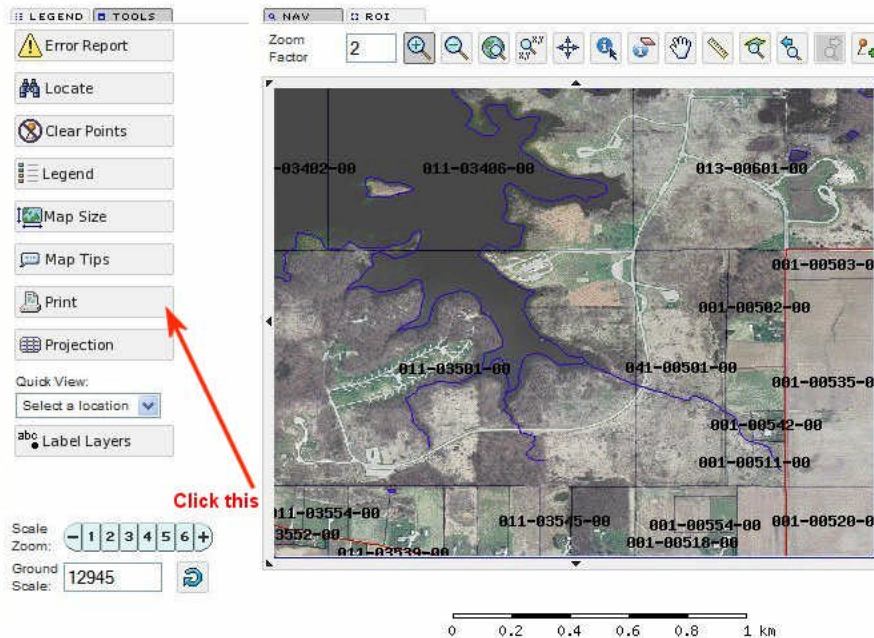 LEGEND TOOLS
NAV ROI
Error Report
Locate
Clear Points
Legend
Map Size
Map Tips
Print
Projection
Quick View:
Select a location
abc Label Layers
Scale Zoom: - 1 2 3 4 5 6 +
Ground Scale: 12945
Click this
Zoom Factor 2
x,y
x,y
-03402-00 011-03406-00 013-00601-00
001-00503-0
001-00502-00
011-03501-00 041-00501-00
001-00535-0
001-00542-00
001-00511-00
011-03554-00 011-03545-00 001-00554-00 001-00520-0
3552-00 011-03539-00 001-00518-00
0 0.2 0.4 0.6 0.8 1 km